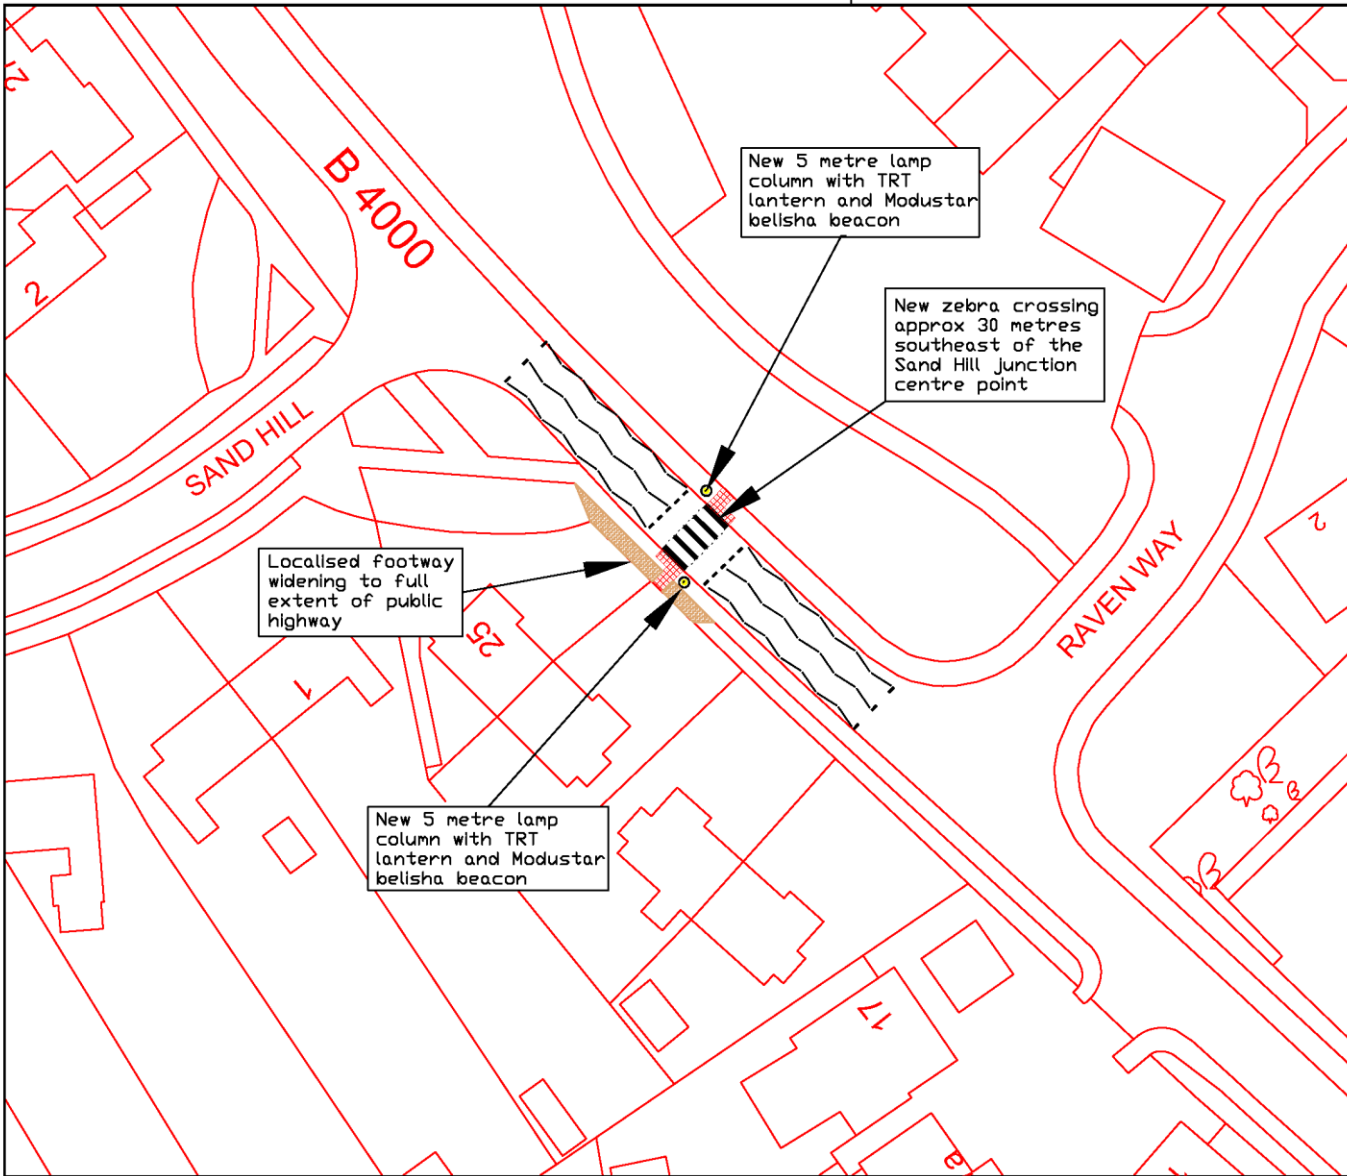 21
B 4000
New 5 metre lamp
column with TRT
lantern and Modustar
belisha beacon
New zebra crossing
approx 30 metres
southeast of the
Sand Hill junction
centre point
2
SAND HILL
2
RAVEN WAY
Localised footway
widening to full
extent of public
highway
25
1
New 5 metre lamp
column with TRT
lantern and Modustar
belisha beacon
17